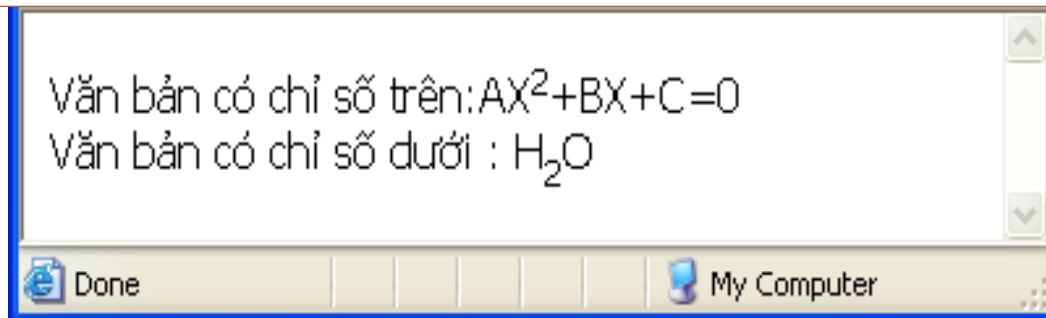 Văn bản có chỉ số trên:AX²+BX+C=0
Văn bản có chỉ số dưới : H₂O
Done
My Computer